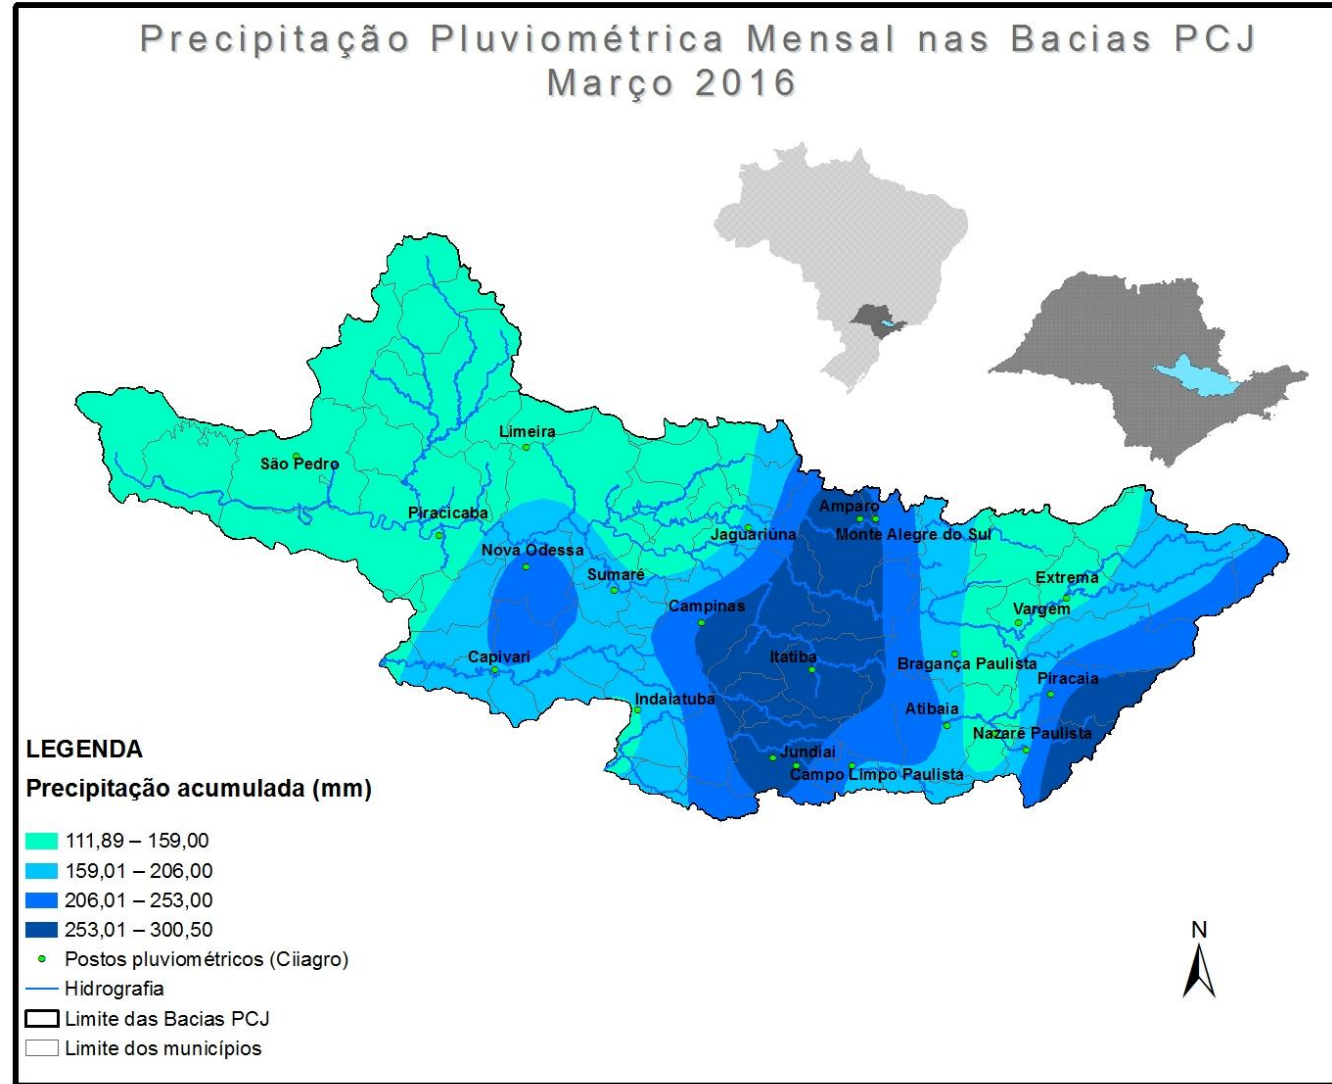 Precipitação Pluviométrica Mensal nas Bacias PCJ
Março 2016
Limeira
São Pedro
Piracicaba
Amparo
Jaguariúna
Monte Alegre do Sul
Nova Odessa
Sumaré
Extrema
Campinas
Vargem
Capivari
Itatiba
Bragança Paulista
Piracaia
Indaiatuba
Atibaia
Nazaré Paulista
Jundiaí
Campo Limpo Paulista
LEGENDA
Precipitação acumulada (mm)
111,89 – 159,00
159,01 – 206,00
206,01 – 253,00
253,01 – 300,50
Postos pluviométricos (Ciiagro)
Hidrografia
Limite das Bacias PCJ
Limite dos municípios
N